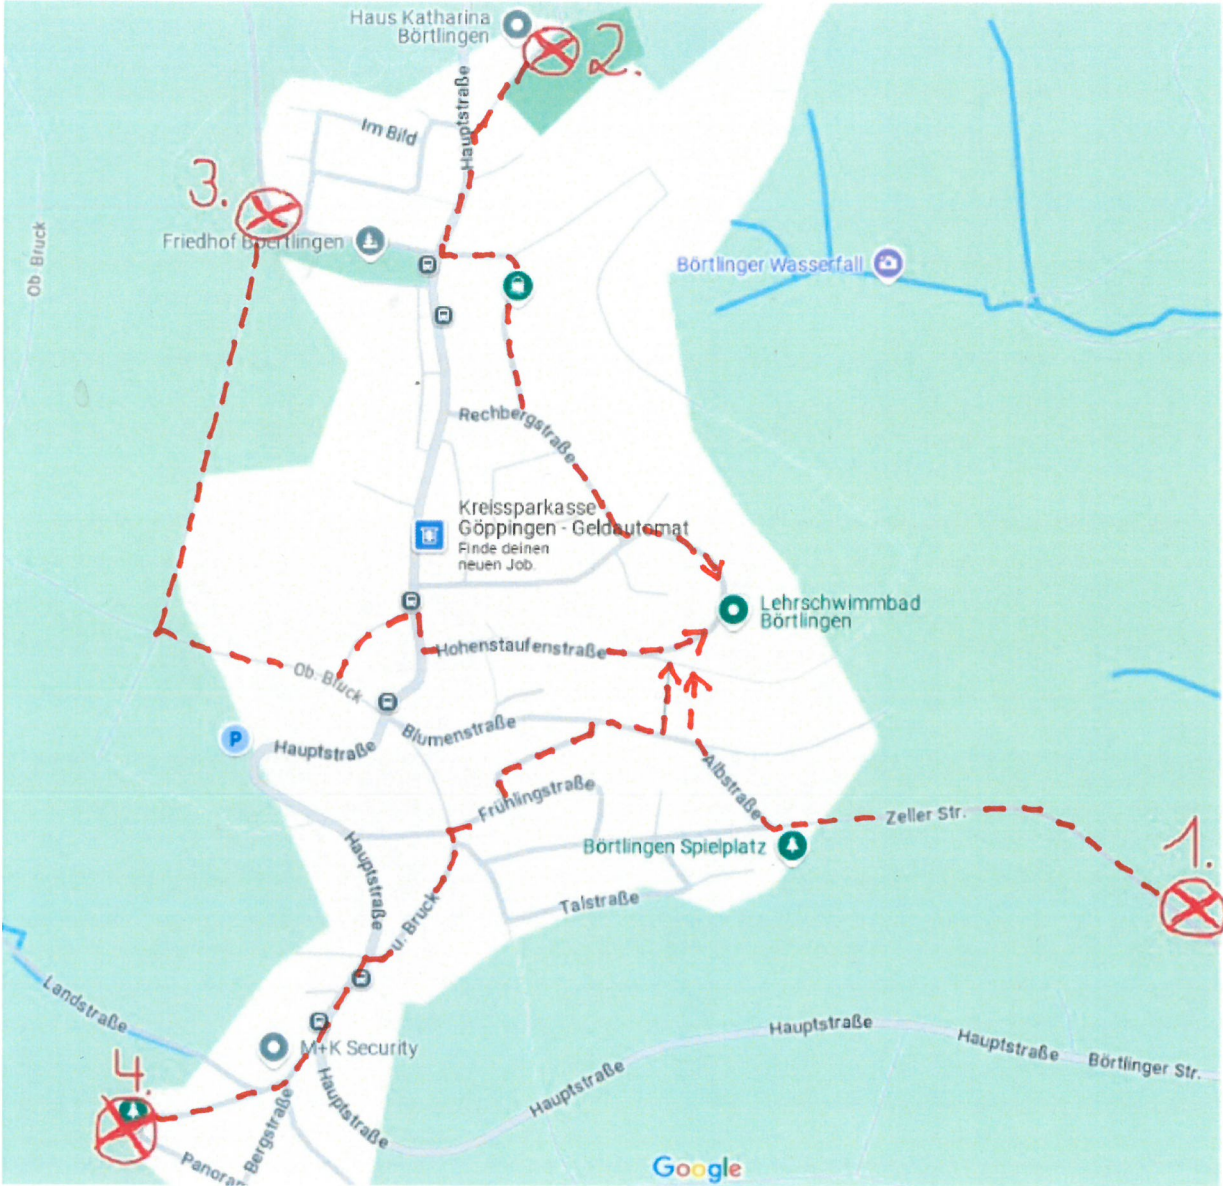 Haus Katharina
Börtlingen
2.
Hauptstraße
Im Bild
3.
Friedhof Boertlingen
Ob. Bruck
Börtlinger Wasserfall
Rechbergstraße
Kreissparkasse
Göppingen - Geldautomat
Finde deinen
neuen Job.
Lehrschwimmbad
Börtlingen
Hohenstaufenstraße
Ob. Bruck
P
Hauptstraße
Blumenstraße
Albstraße
Frühlingstraße
Zeller Str.
1.
Börtlingen Spielplatz
Hauptstraße
Talstraße
u. Bruck
Landstraße
M+K Security
Hauptstraße
Hauptstraße
Börtlinger Str.
4.
Hauptstraße
Hauptstraße
Bergstraße
Panoram
Google